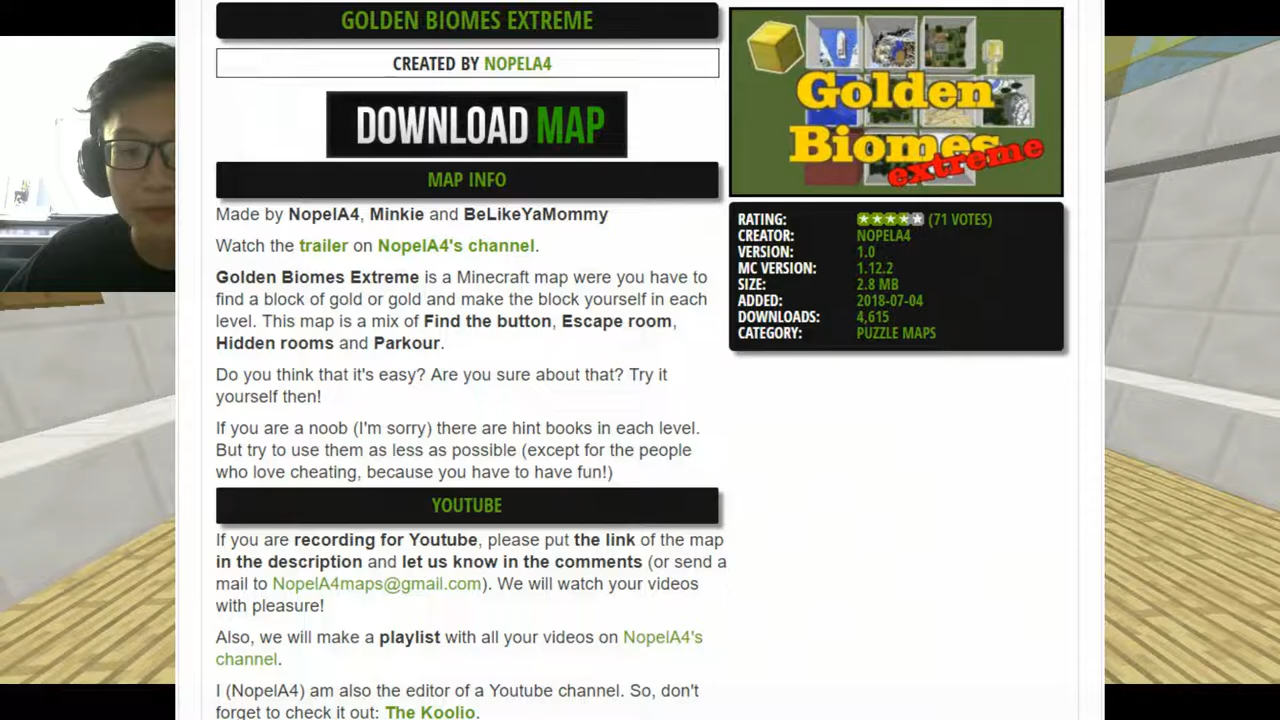 GOLDEN BIOMES EXTREME
CREATED BY NOPELA4
DOWNLOAD MAP
MAP INFO
Made by NopelA4, Minkie and BeLikeYaMommy
Watch the trailer on NopelA4's channel.
Golden Biomes Extreme is a Minecraft map were you have to
find a block of gold or gold and make the block yourself in each
level. This map is a mix of Find the button, Escape room,
Hidden rooms and Parkour.
Do you think that it's easy? Are you sure about that? Try it
yourself then!
If you are a noob (I'm sorry) there are hint books in each level.
But try to use them as less as possible (except for the people
who love cheating, because you have to have fun!)
YOUTUBE
If you are recording for Youtube, please put the link of the map
in the description and let us know in the comments (or send a
mail to NopelA4maps@gmail.com). We will watch your videos
with pleasure!
Also, we will make a playlist with all your videos on NopelA4's
channel.
I (NopelA4) am also the editor of a Youtube channel. So, don't
forget to check it out: The Koolio.
Golden
Biomes
extreme
RATING: (71 VOTES)
CREATOR: NOPELA4
VERSION: 1.0
MC VERSION: 1.12.2
SIZE: 2.8 MB
ADDED: 2018-07-04
DOWNLOADS: 4,615
CATEGORY: PUZZLE MAPS